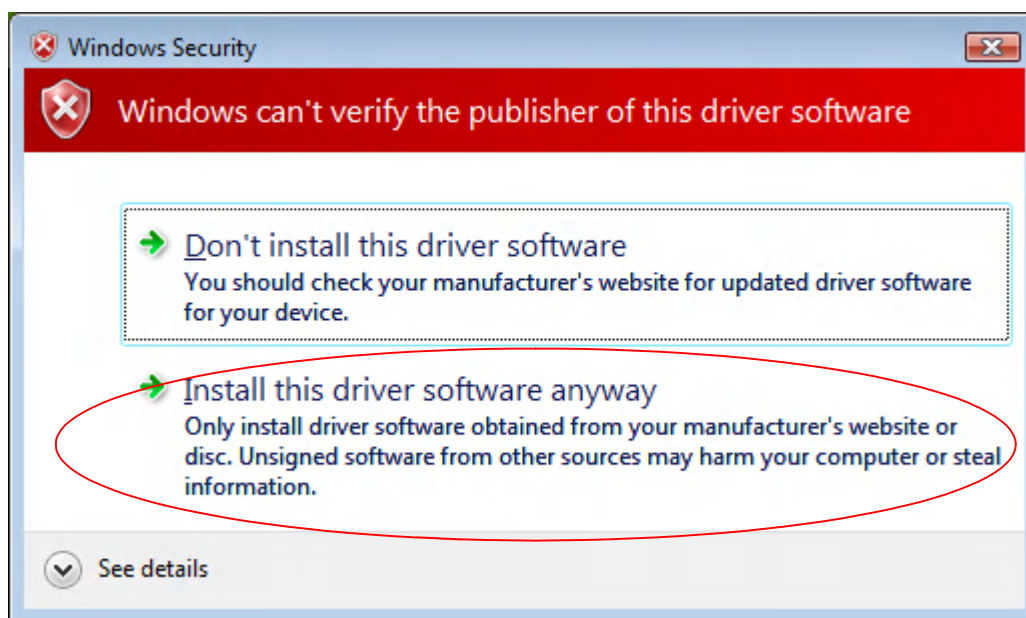 Windows Security
Windows can't verify the publisher of this driver software
Don't install this driver software
You should check your manufacturer's website for updated driver software
for your device.
Install this driver software anyway
Only install driver software obtained from your manufacturer's website or
disc. Unsigned software from other sources may harm your computer or steal
information.
See details